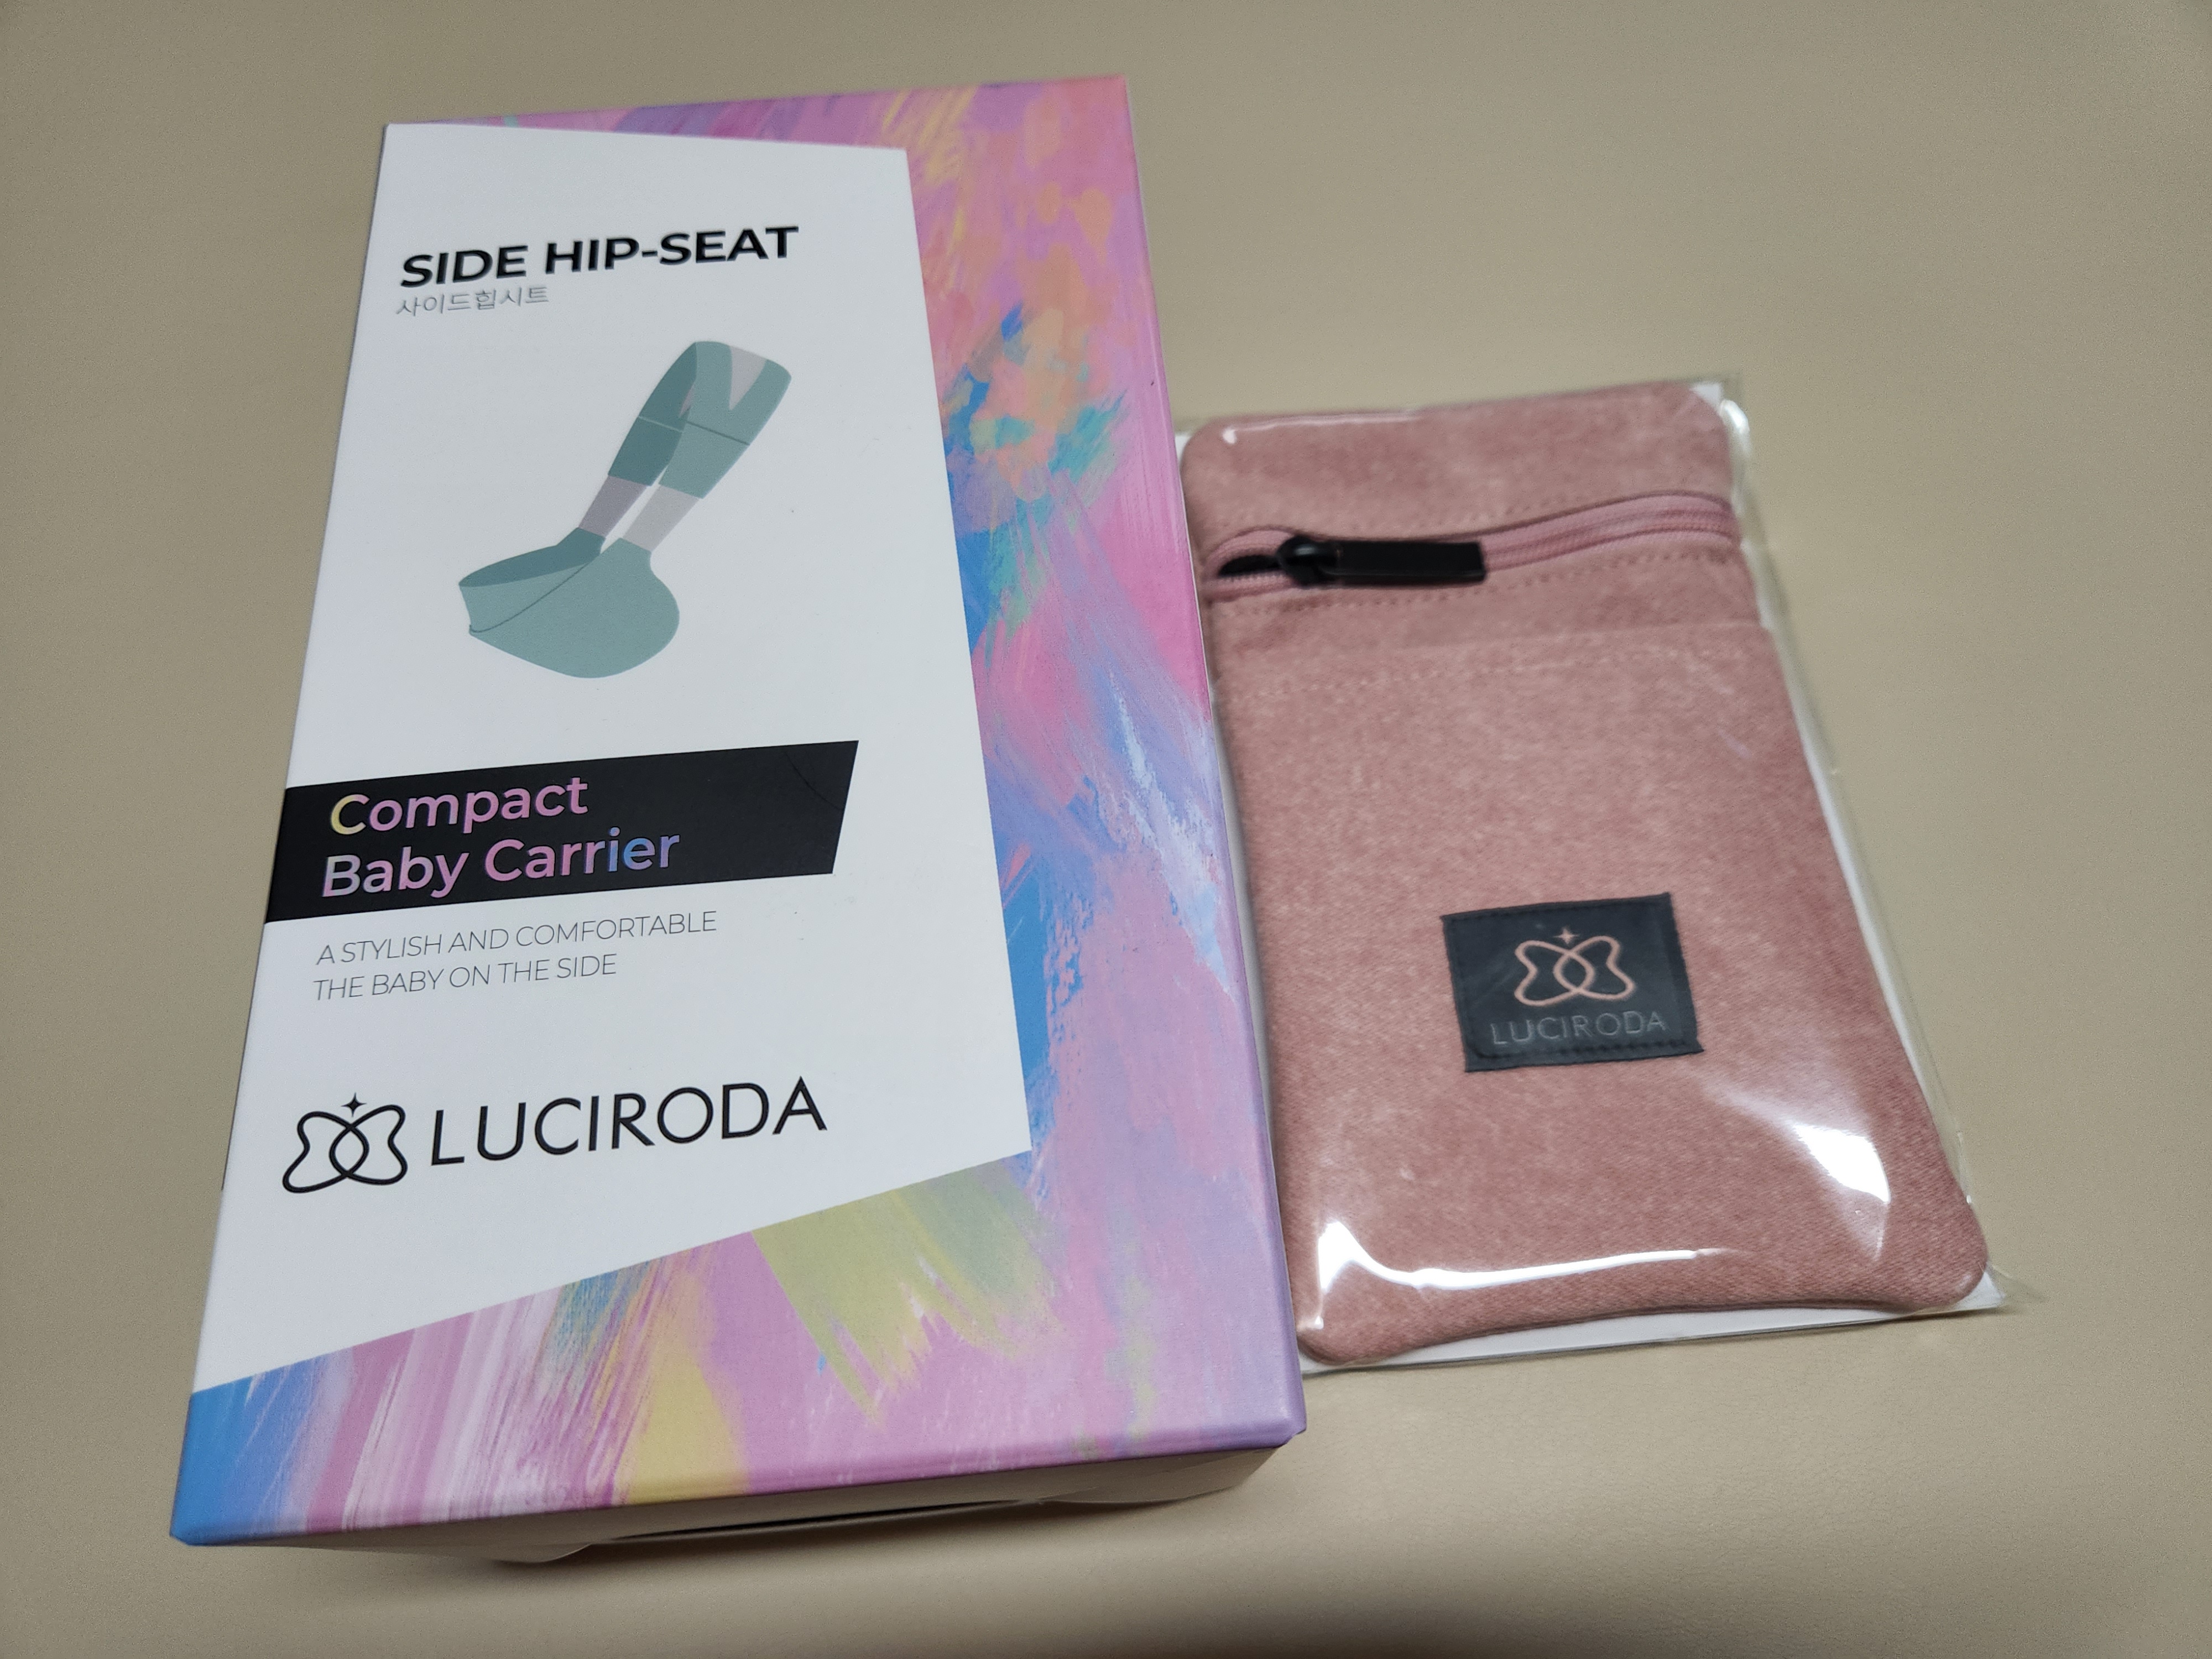 SIDE HIP-SEAT
사이드힙시트
Compact
Baby Carrier
A STYLISH AND COMFORTABLE
THE BABY ON THE SIDE
LUCIRODA
LUCIRODA